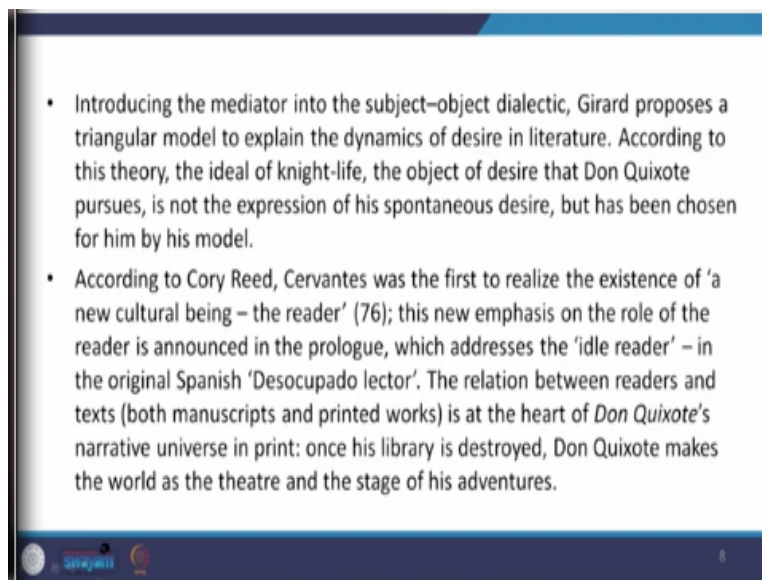 • Introducing the mediator into the subject–object dialectic, Girard proposes a
triangular model to explain the dynamics of desire in literature. According to
this theory, the ideal of knight-life, the object of desire that Don Quixote
pursues, is not the expression of his spontaneous desire, but has been chosen
for him by his model.
• According to Cory Reed, Cervantes was the first to realize the existence of ‘a
new cultural being – the reader’ (76); this new emphasis on the role of the
reader is announced in the prologue, which addresses the ‘idle reader’ – in
the original Spanish ‘Desocupado lector’. The relation between readers and
texts (both manuscripts and printed works) is at the heart of Don Quixote’s
narrative universe in print: once his library is destroyed, Don Quixote makes
the world as the theatre and the stage of his adventures.
swayam
8